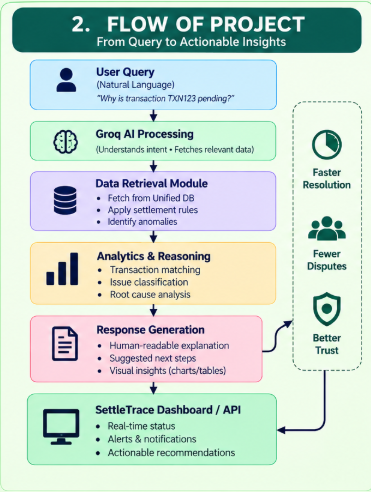 2. FLOW OF PROJECT
From Query to Actionable Insights
User Query
(Natural Language)
"Why is transaction TXN123 pending?"
Groq AI Processing
(Understands intent • Fetches relevant data)
Data Retrieval Module
• Fetch from Unified DB
• Apply settlement rules
• Identify anomalies
Analytics & Reasoning
• Transaction matching
• Issue classification
• Root cause analysis
Response Generation
• Human-readable explanation
• Suggested next steps
• Visual insights (charts/tables)
SettleTrace Dashboard / API
• Real-time status
• Alerts & notifications
• Actionable recommendations
Faster
Resolution
Fewer
Disputes
Better
Trust